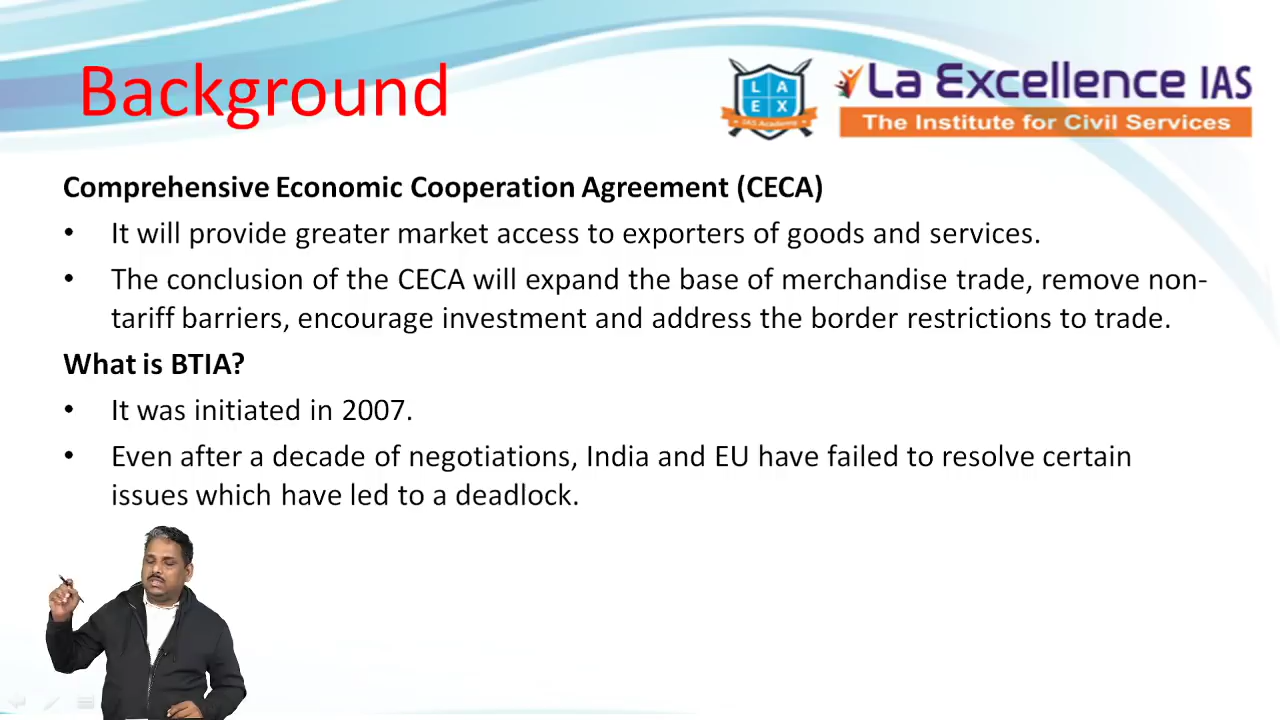 Background
L A
E X
IAS Academy
La Excellence IAS
The Institute for Civil Services
Comprehensive Economic Cooperation Agreement (CECA)
• It will provide greater market access to exporters of goods and services.
• The conclusion of the CECA will expand the base of merchandise trade, remove non-
tariff barriers, encourage investment and address the border restrictions to trade.
What is BTIA?
• It was initiated in 2007.
• Even after a decade of negotiations, India and EU have failed to resolve certain
issues which have led to a deadlock.